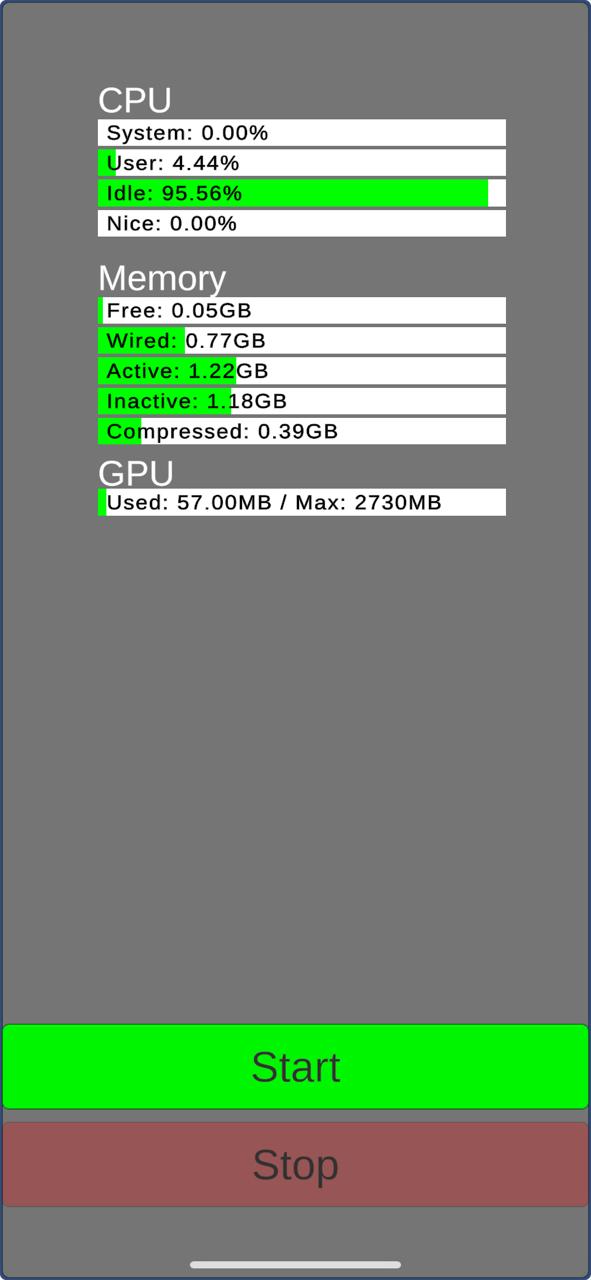 CPU
System: 0.00%
User: 4.44%
Idle: 95.56%
Nice: 0.00%
Memory
Free: 0.05GB
Wired: 0.77GB
Active: 1.22GB
Inactive: 1.18GB
Compressed: 0.39GB
GPU
Used: 57.00MB / Max: 2730MB
Start
Stop